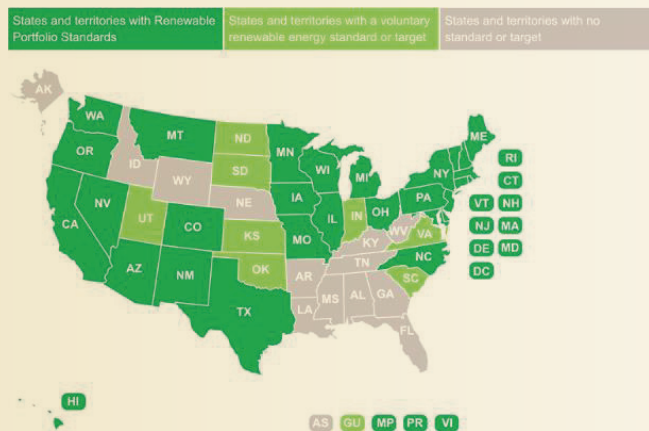 States and territories with Renewable
Portfolio Standards
States and territories with a voluntary
renewable energy standard or target
States and territories with no
standard or target
AK
WA
MT
ND
MN
ME
OR
ID
SD
WI
MI
NY
RI
WY
CT
NV
NE
IA
PA
VT
NH
CA
UT
CO
IL
IN
OH
NJ
MA
KS
MO
KY
WV
VA
DE
MD
AZ
NM
OK
AR
TN
NC
DC
SC
TX
LA
MS
AL
GA
FL
HI
AS
GU
MP
PR
VI